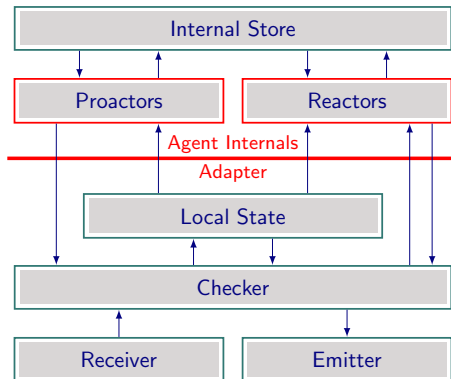 Internal Store
Proactors
Reactors
Agent Internals
Adapter
Local State
Checker
Receiver
Emitter